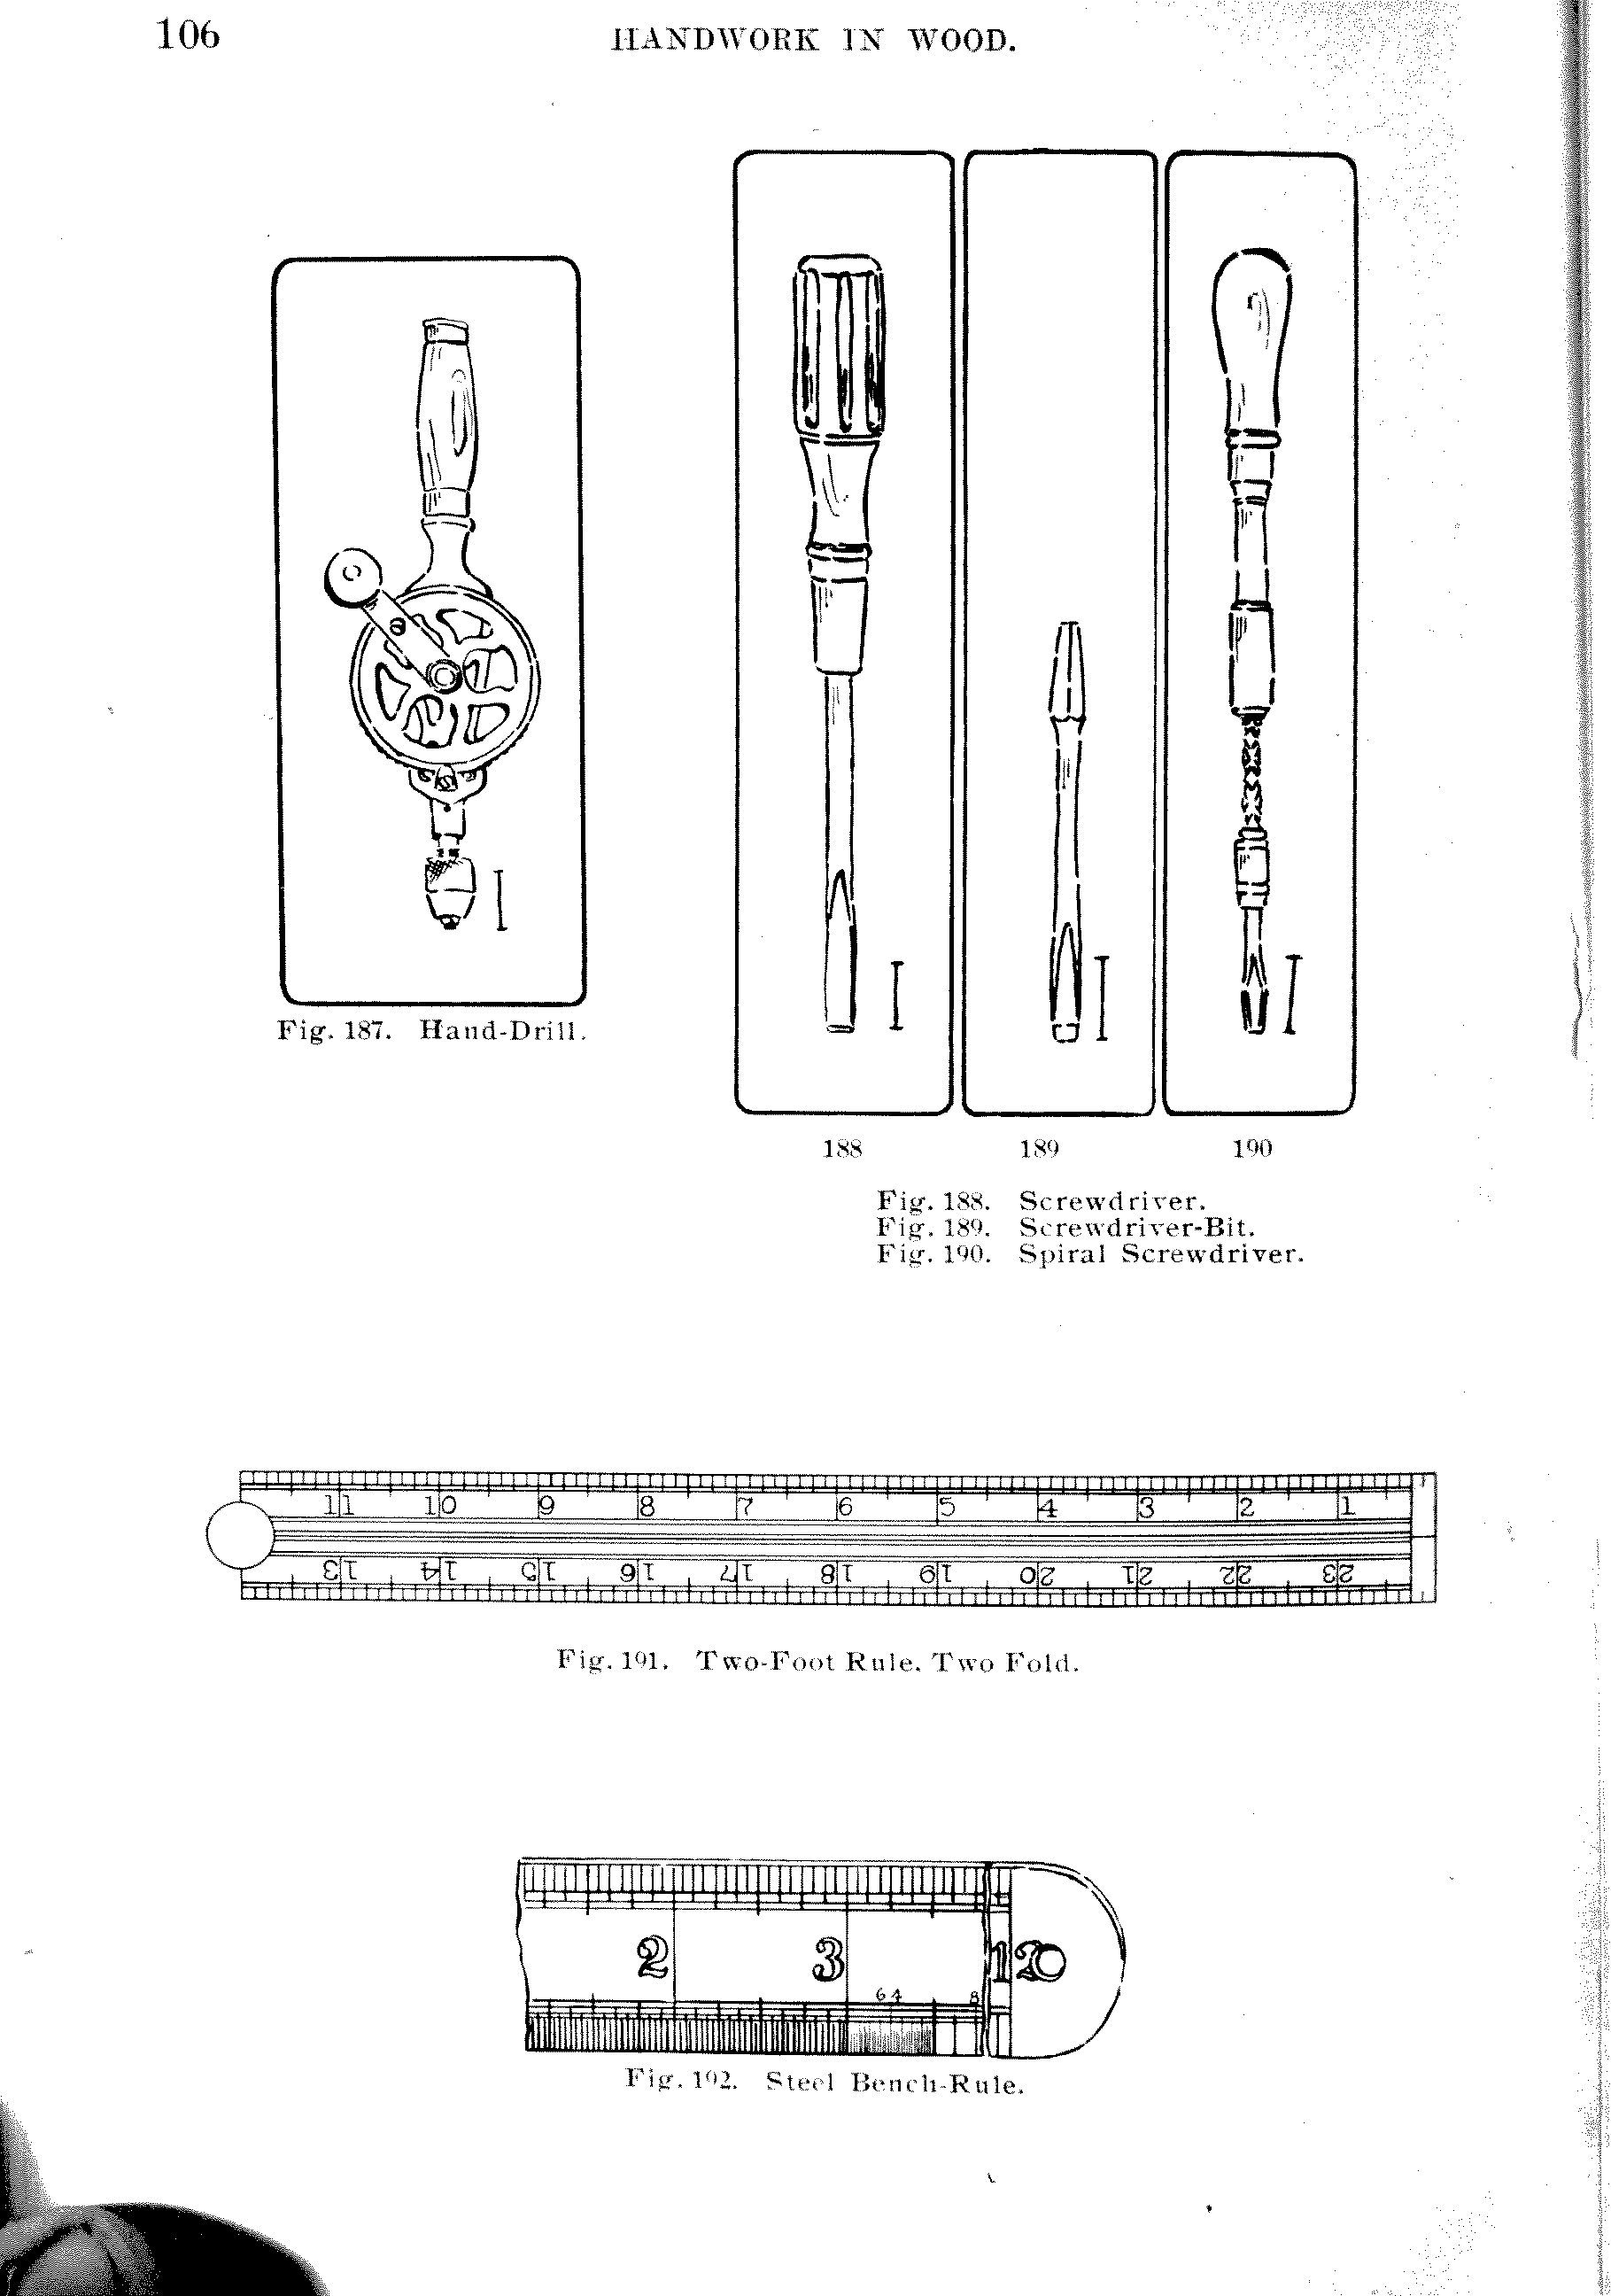 106 HANDWORK IN WOOD.
Fig. 187. Hand-Drill.
188 189 190
Fig. 188. Screwdriver.
Fig. 189. Screwdriver-Bit.
Fig. 190. Spiral Screwdriver.
11 10 9 8 7 6 5 4 3 2 1
13 14 15 16 17 18 19 20 21 22 23
Fig. 191. Two-Foot Rule. Two Fold.
2 3 12
64 8
Fig. 192. Steel Bench-Rule.